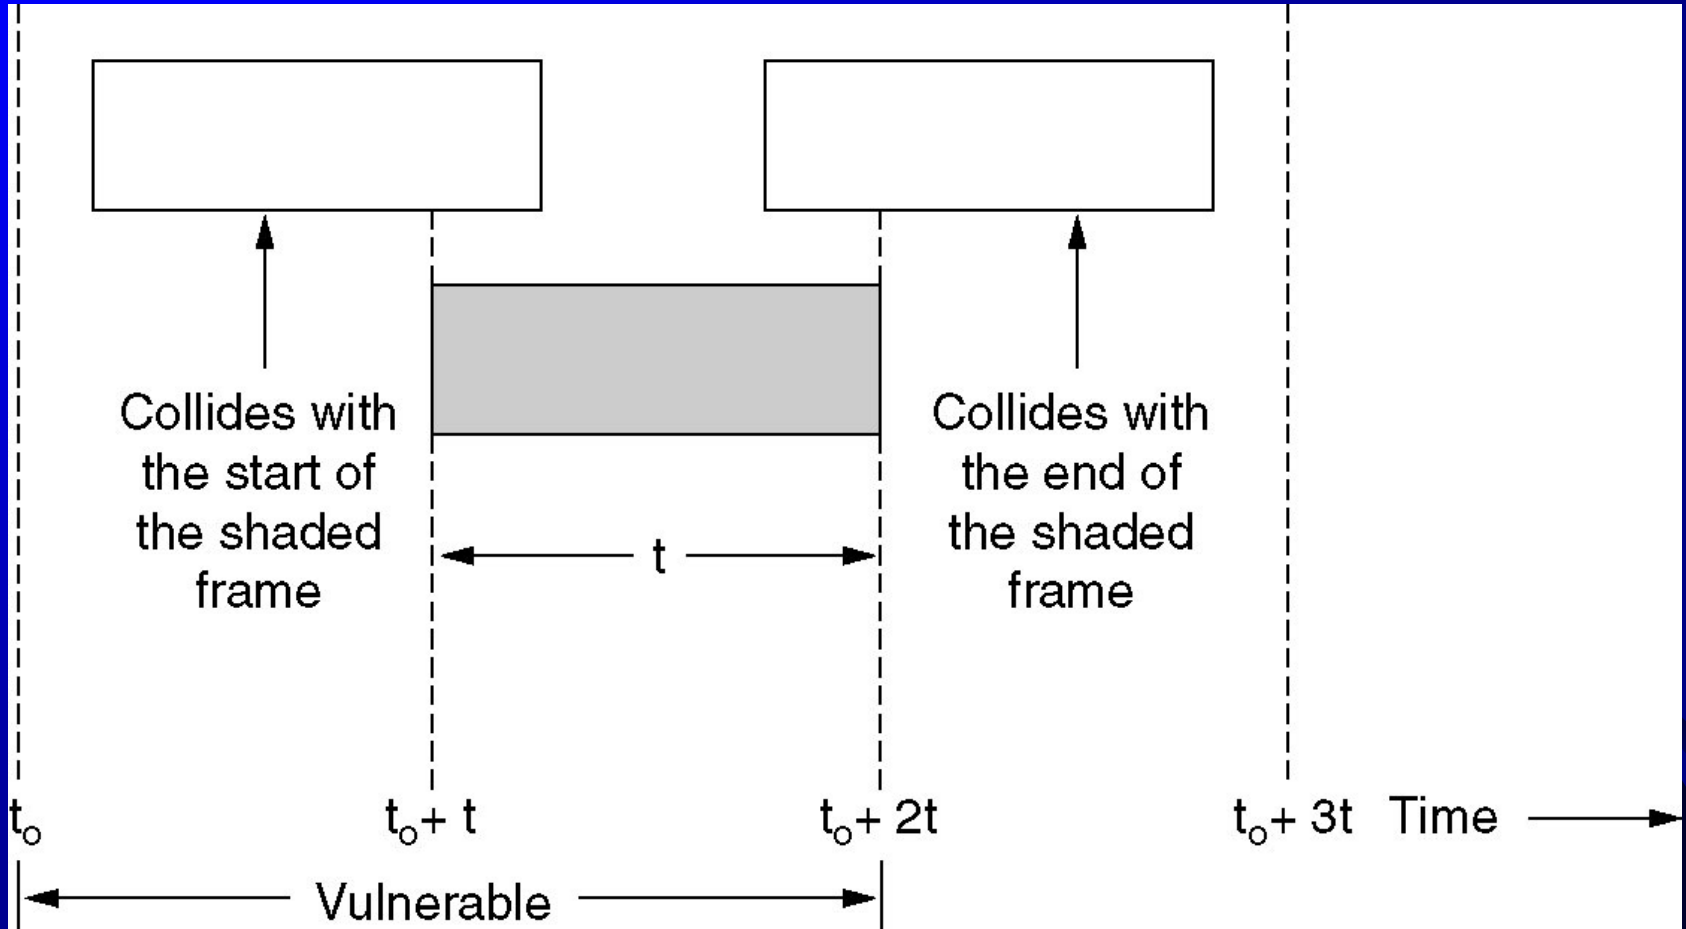 Collides with
the start of
the shaded
frame
Collides with
the end of
the shaded
frame
t
to
to+ t
to+ 2t
to+ 3t
Time
Vulnerable